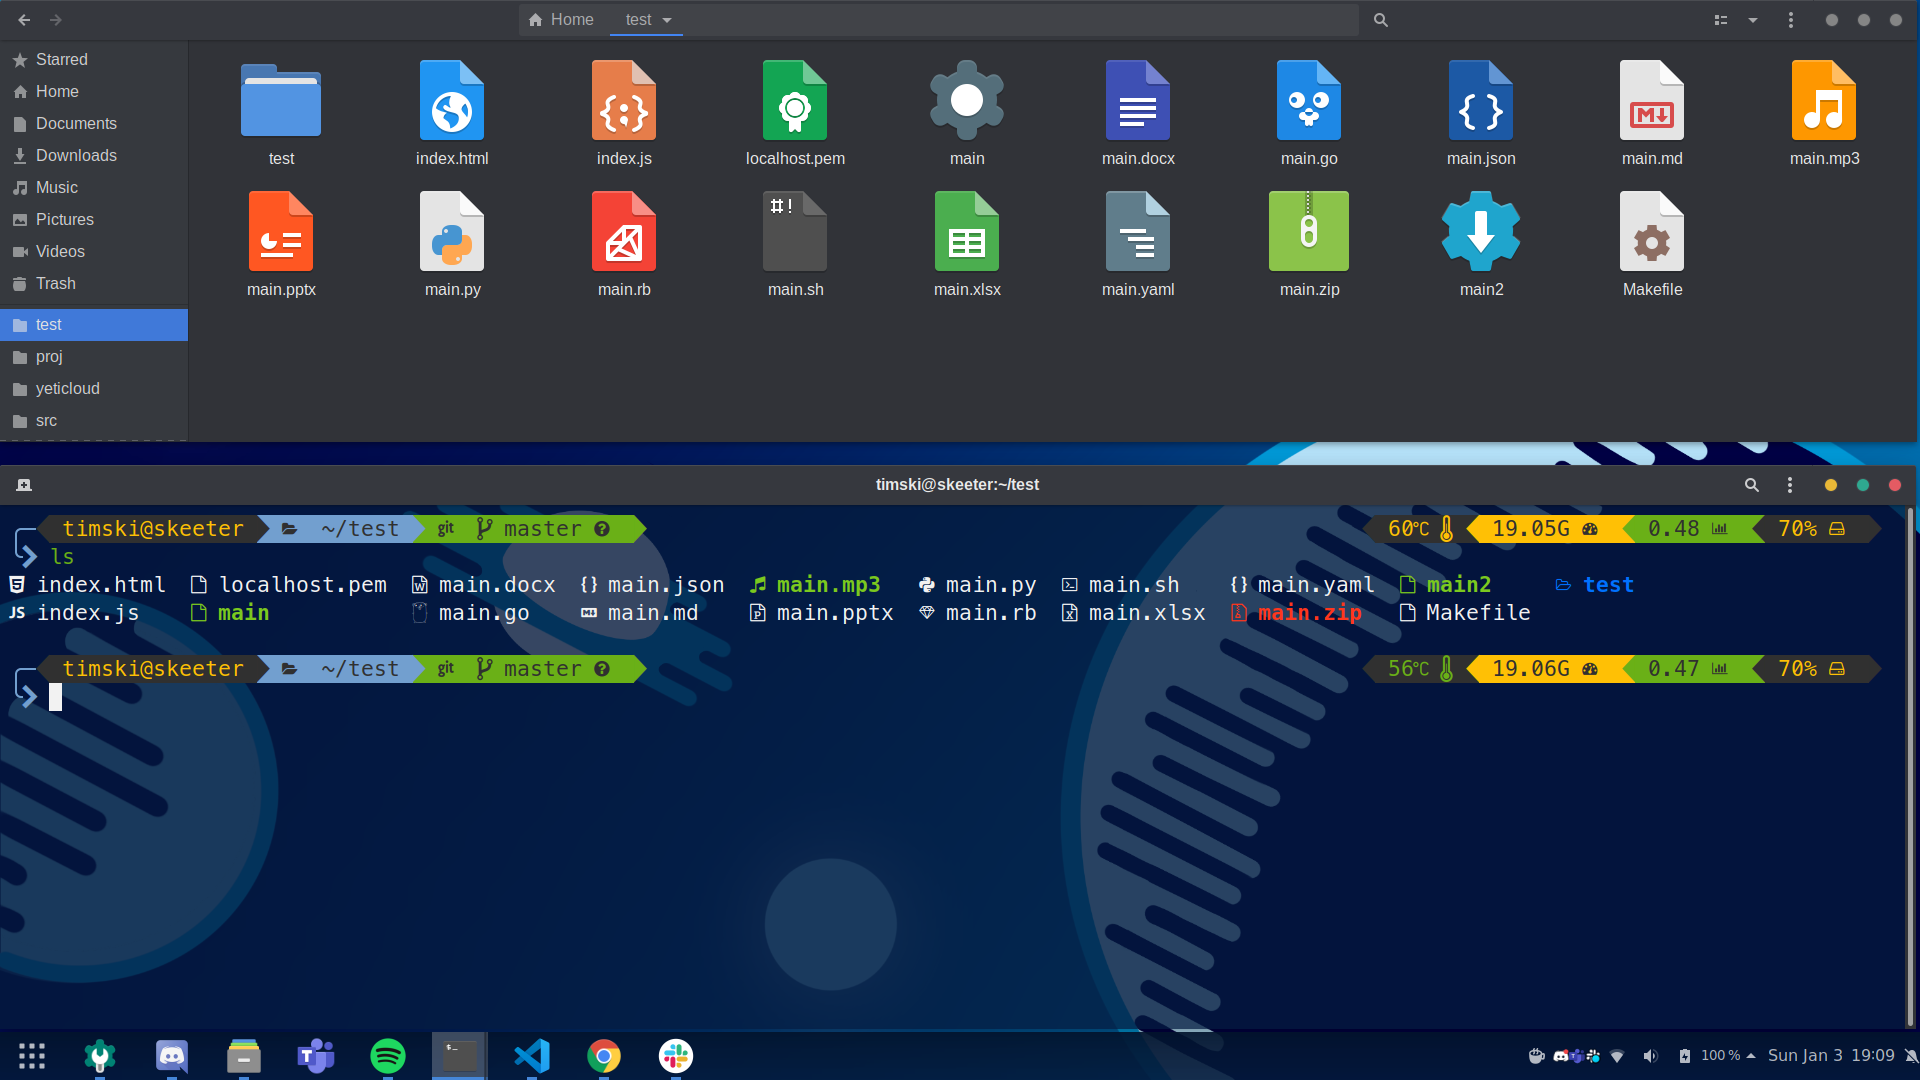 Home test
Starred
Home
Documents
Downloads
Music
Pictures
Videos
Trash
test
proj
yeticloud
src
test index.html index.js localhost.pem main main.docx main.go main.json main.md main.mp3
#!
main.pptx main.py main.rb main.sh main.xlsx main.yaml main.zip main2 Makefile
timski@skeeter:~/test
timski@skeeter ~/test git master ? 60°C 19.05G 0.48 70%
ls
index.html localhost.pem main.docx {} main.json main.mp3 main.py main.sh {} main.yaml main2 test
JS index.js main main.go main.md main.pptx main.rb main.xlsx main.zip Makefile
timski@skeeter ~/test git master ? 56°C 19.06G 0.47 70%
100 % Sun Jan 3 19:09